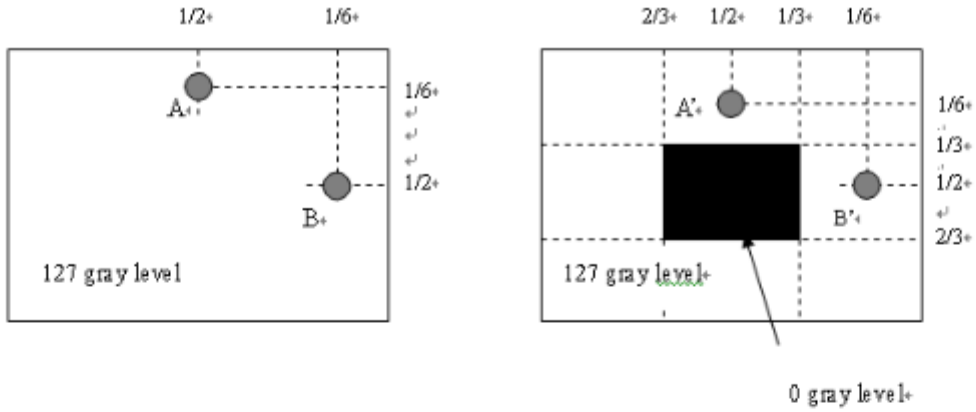 1/2 1/6
1/6
1/2
A
B
127 gray level
2/3 1/2 1/3 1/6
1/6
1/3
1/2
2/3
A’
B’
127 gray level
0 gray level